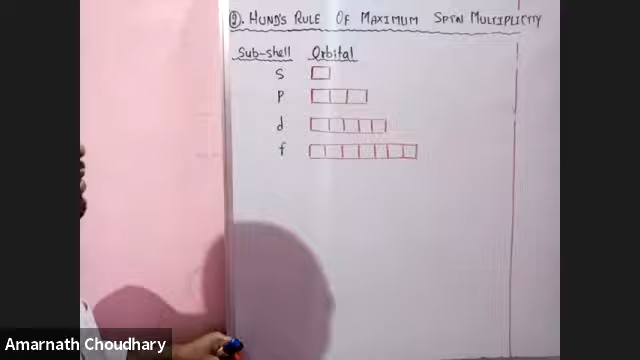 ②. HUND'S RULE OF MAXIMUM SPIN MULTIPLICITY
Sub-shell Orbital
S
P
d
f
Amarnath Choudhary